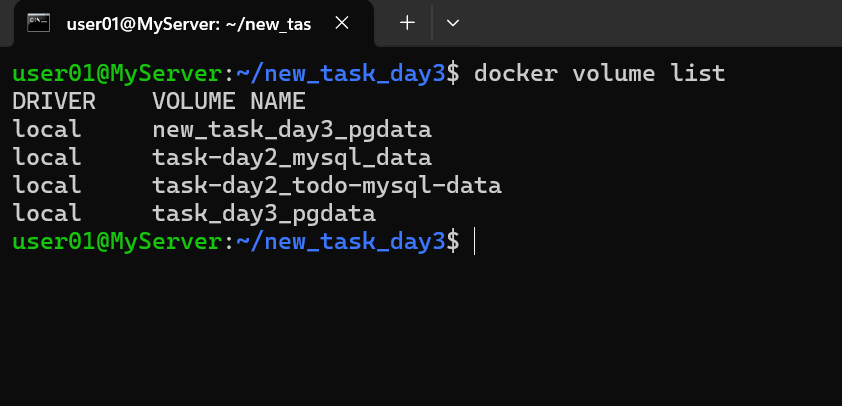 user01@MyServer: ~/new_tas
user01@MyServer:~/new_task_day3$ docker volume list
DRIVER    VOLUME NAME
local     new_task_day3_pgdata
local     task-day2_mysql_data
local     task-day2_todo-mysql-data
local     task_day3_pgdata
user01@MyServer:~/new_task_day3$